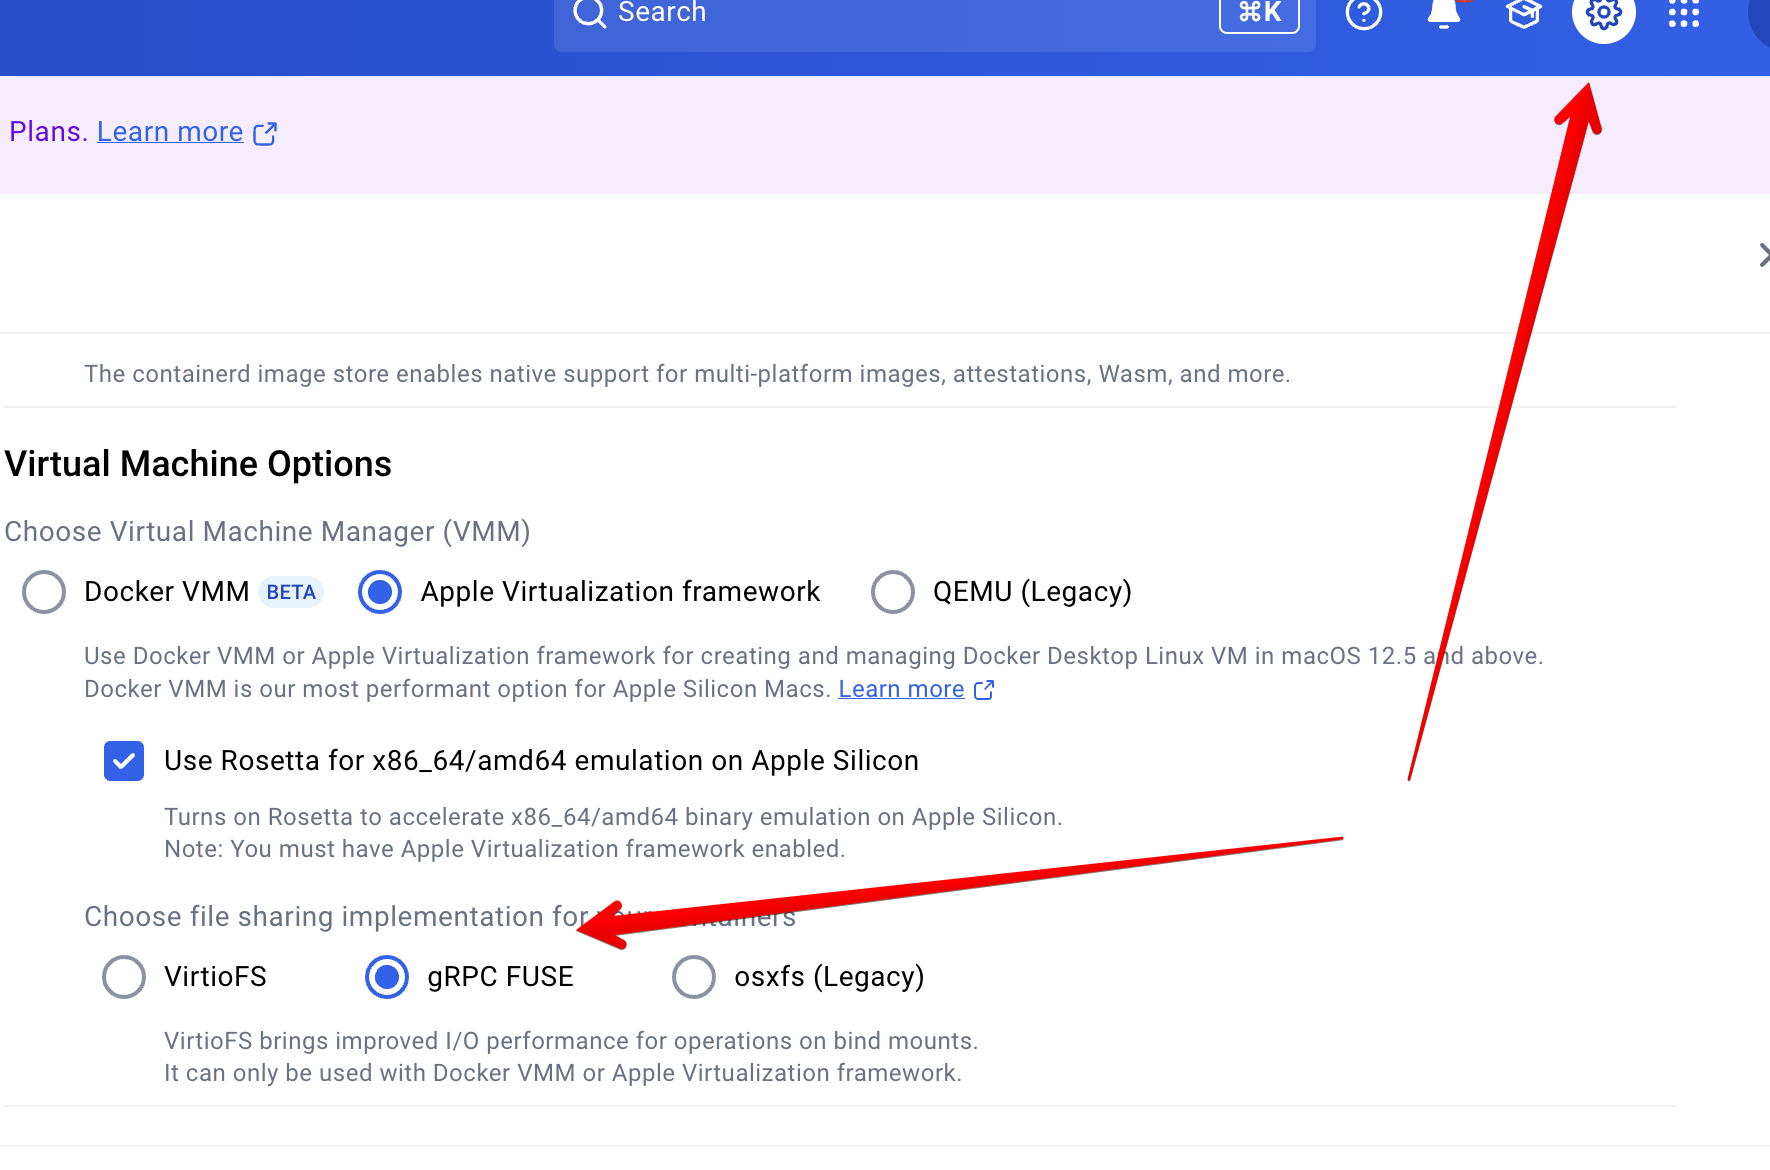 Search
⌘K
Plans. Learn more
The containerd image store enables native support for multi-platform images, attestations, Wasm, and more.
Virtual Machine Options
Choose Virtual Machine Manager (VMM)
Docker VMM BETA
Apple Virtualization framework
QEMU (Legacy)
Use Docker VMM or Apple Virtualization framework for creating and managing Docker Desktop Linux VM in macOS 12.5 and above.
Docker VMM is our most performant option for Apple Silicon Macs. Learn more
Use Rosetta for x86_64/amd64 emulation on Apple Silicon
Turns on Rosetta to accelerate x86_64/amd64 binary emulation on Apple Silicon.
Note: You must have Apple Virtualization framework enabled.
Choose file sharing implementation for your containers
VirtioFS
gRPC FUSE
osxfs (Legacy)
VirtioFS brings improved I/O performance for operations on bind mounts.
It can only be used with Docker VMM or Apple Virtualization framework.